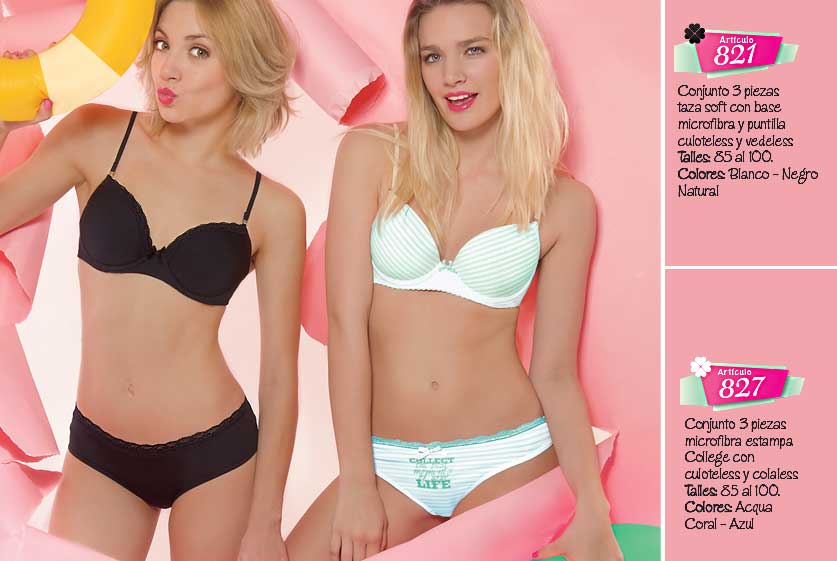 Artículo
821
Conjunto 3 piezas
taza soft con base
microfibra y puntilla
culoteless y vedeless
Talles: 85 al 100.
Colores: Blanco - Negro
Natural
Artículo
827
Conjunto 3 piezas
microfibra estampa
College con
culoteless y colaless
Talles: 85 al 100.
Colores: Acqua
Coral - Azul
COLLECT
LIFE